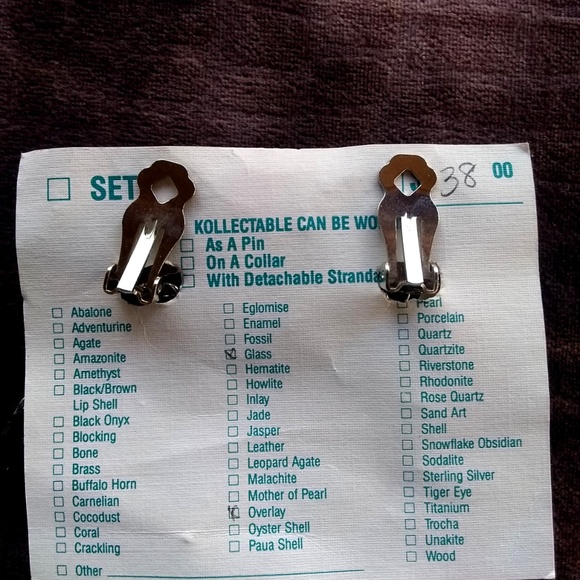 SET 38 00
KOLLECTABLE CAN BE WO
As A Pin
On A Collar
With Detachable Stranda
Abalone
Adventurine
Agate
Amazonite
Amethyst
Black/Brown
Lip Shell
Black Onyx
Blocking
Bone
Brass
Buffalo Horn
Carnelian
Cocodust
Coral
Crackling
Other
Eglomise
Enamel
Fossil
Glass
Hematite
Howlite
Inlay
Jade
Jasper
Leather
Leopard Agate
Malachite
Mother of Pearl
Overlay
Oyster Shell
Paua Shell
Pearl
Porcelain
Quartz
Quartzite
Riverstone
Rhodonite
Rose Quartz
Sand Art
Shell
Snowflake Obsidian
Sodalite
Sterling Silver
Tiger Eye
Titanium
Trocha
Unakite
Wood